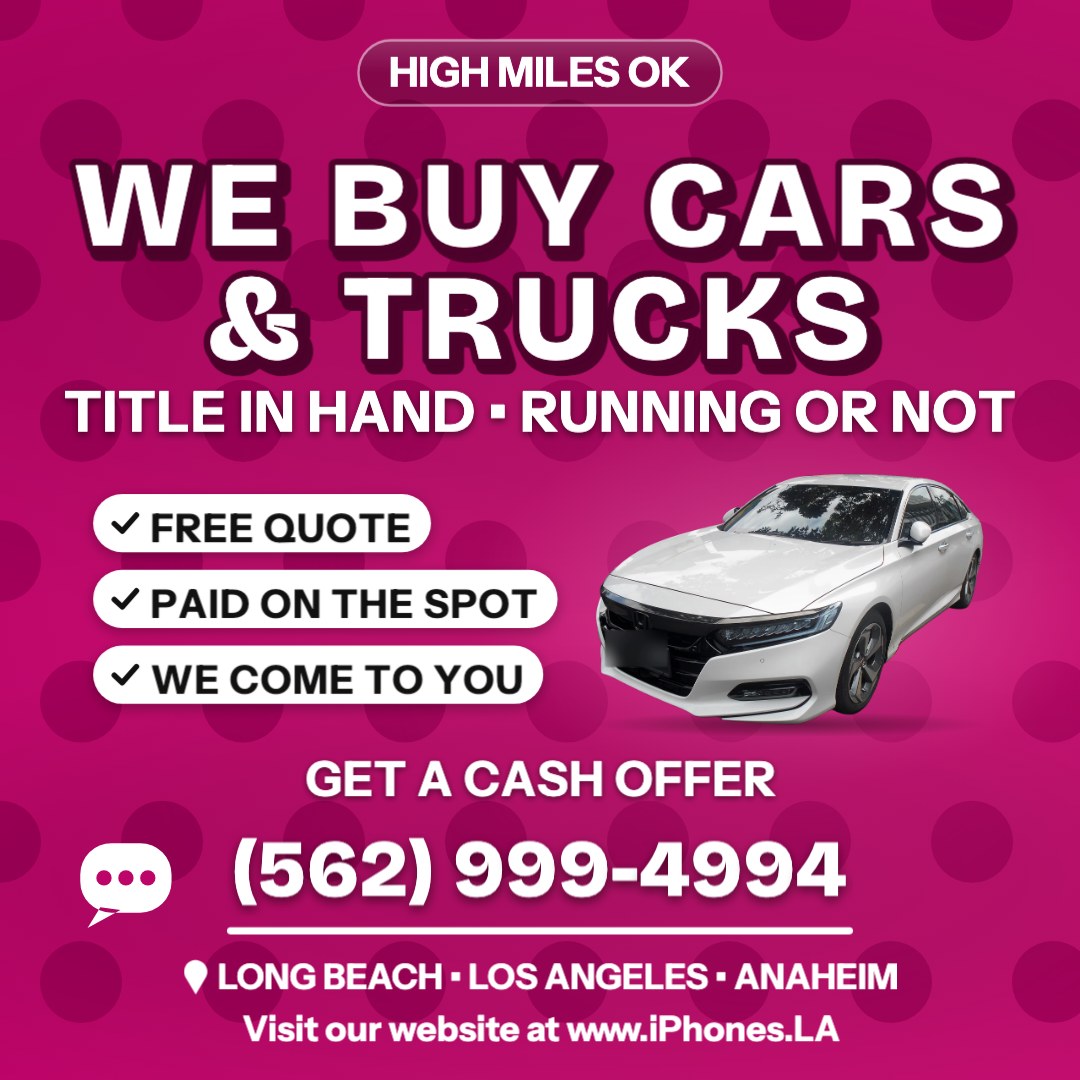 HIGH MILES OK
WE BUY CARS
& TRUCKS
TITLE IN HAND ▪ RUNNING OR NOT
✓ FREE QUOTE
✓ PAID ON THE SPOT
✓ WE COME TO YOU
GET A CASH OFFER
(562) 999-4994
LONG BEACH ▪ LOS ANGELES ▪ ANAHEIM
Visit our website at www.iPhones.LA